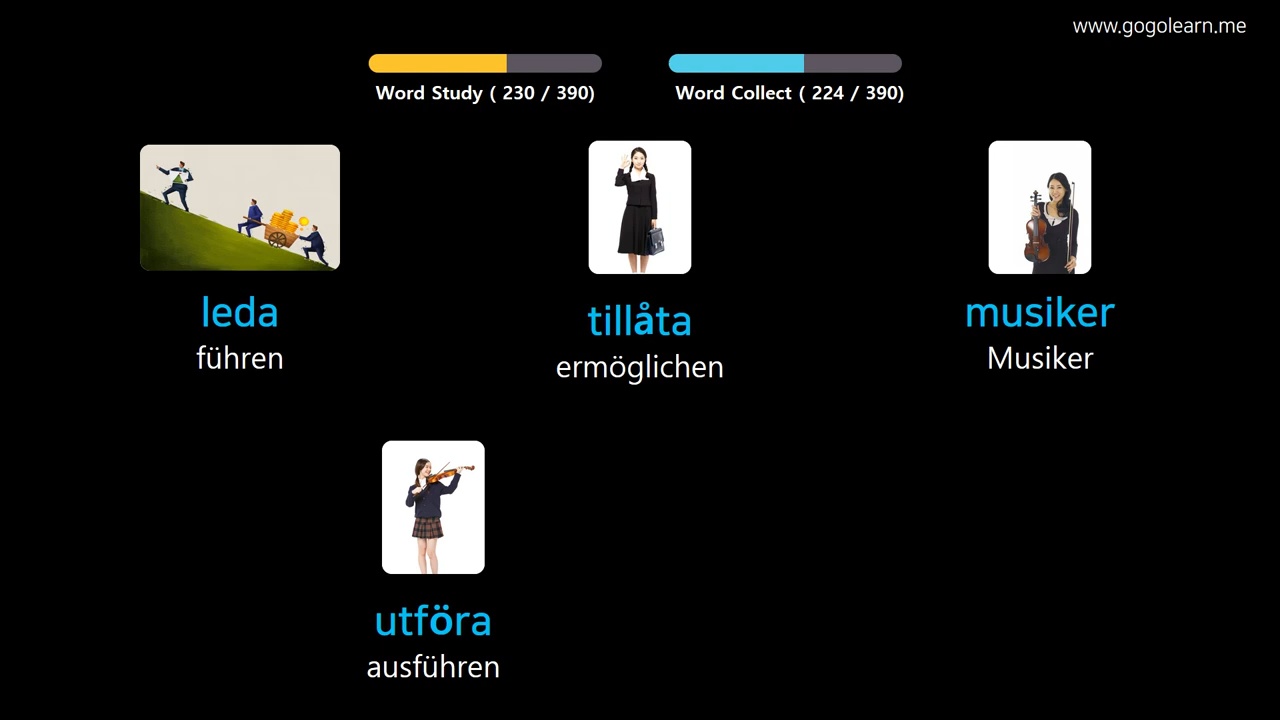 www.gogolearn.me
Word Study ( 230 / 390)
Word Collect ( 224 / 390)
leda
führen
tillåta
ermöglichen
musiker
Musiker
utföra
ausführen